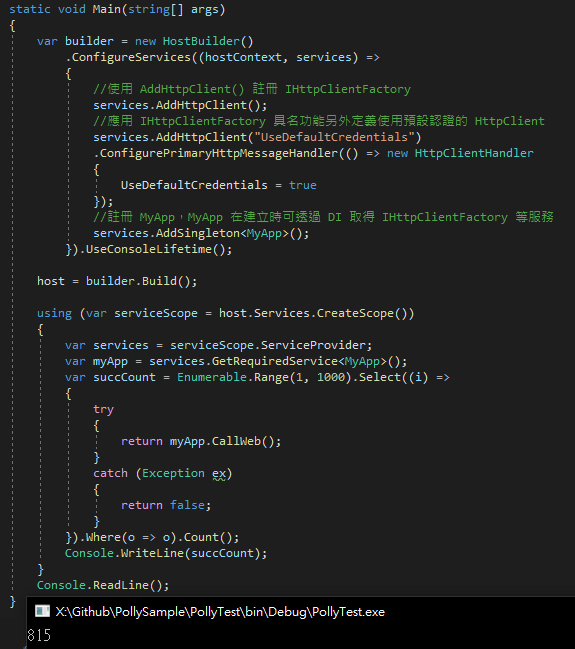 static void Main(string[] args)
{
    var builder = new HostBuilder()
        .ConfigureServices((hostContext, services) =>
        {
            //使用 AddHttpClient() 註冊 IHttpClientFactory
            services.AddHttpClient();
            //應用 IHttpClientFactory 具名功能另外定義使用預設認證的 HttpClient
            services.AddHttpClient("UseDefaultCredentials")
            .ConfigurePrimaryHttpMessageHandler(() => new HttpClientHandler
            {
                UseDefaultCredentials = true
            });
            //註冊 MyApp，MyApp 在建立時可透過 DI 取得 IHttpClientFactory 等服務
            services.AddSingleton<MyApp>();
        }).UseConsoleLifetime();
    host = builder.Build();
    using (var serviceScope = host.Services.CreateScope())
    {
        var services = serviceScope.ServiceProvider;
        var myApp = services.GetRequiredService<MyApp>();
        var succCount = Enumerable.Range(1, 1000).Select((i) =>
        {
            try
            {
                return myApp.CallWeb();
            }
            catch (Exception ex)
            {
                return false;
            }
        }).Where(o => o).Count();
        Console.WriteLine(succCount);
    }
    Console.ReadLine();
}
X:\Github\PollySample\PollyTest\bin\Debug\PollyTest.exe
815